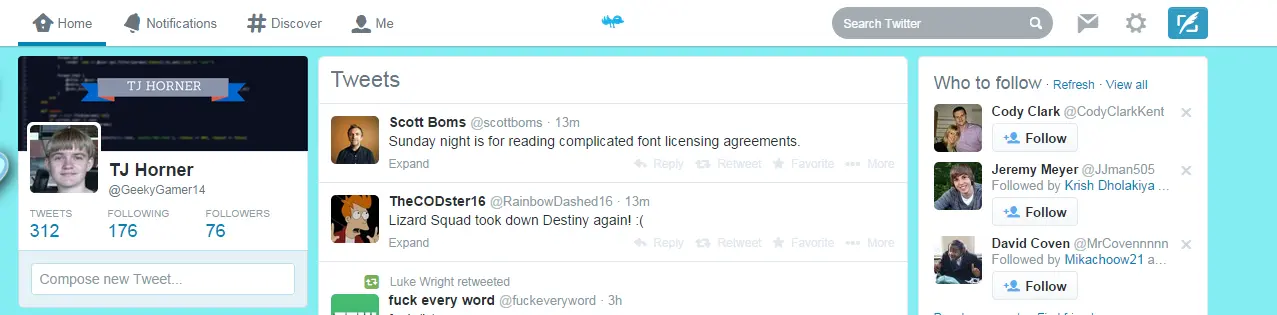 Home
Notifications
Discover
Me
Search Twitter
TJ HORNER
TJ Horner
@GeekyGamer14
TWEETS FOLLOWING FOLLOWERS
312 176 76
Compose new Tweet...
Tweets
Scott Boms @scottboms · 13m
Sunday night is for reading complicated font licensing agreements.
Expand Reply Retweet Favorite More
TheCODster16 @RainbowDashed16 · 13m
Lizard Squad took down Destiny again! :(
Expand Reply Retweet Favorite More
Luke Wright retweeted
fuck every word @fuckeveryword · 3h
Who to follow · Refresh · View all
Cody Clark @CodyClarkKent
Follow
Jeremy Meyer @JJman505
Followed by Krish Dholakiya ...
Follow
David Coven @MrCovennnnn
Followed by Mikachoow21 a...
Follow